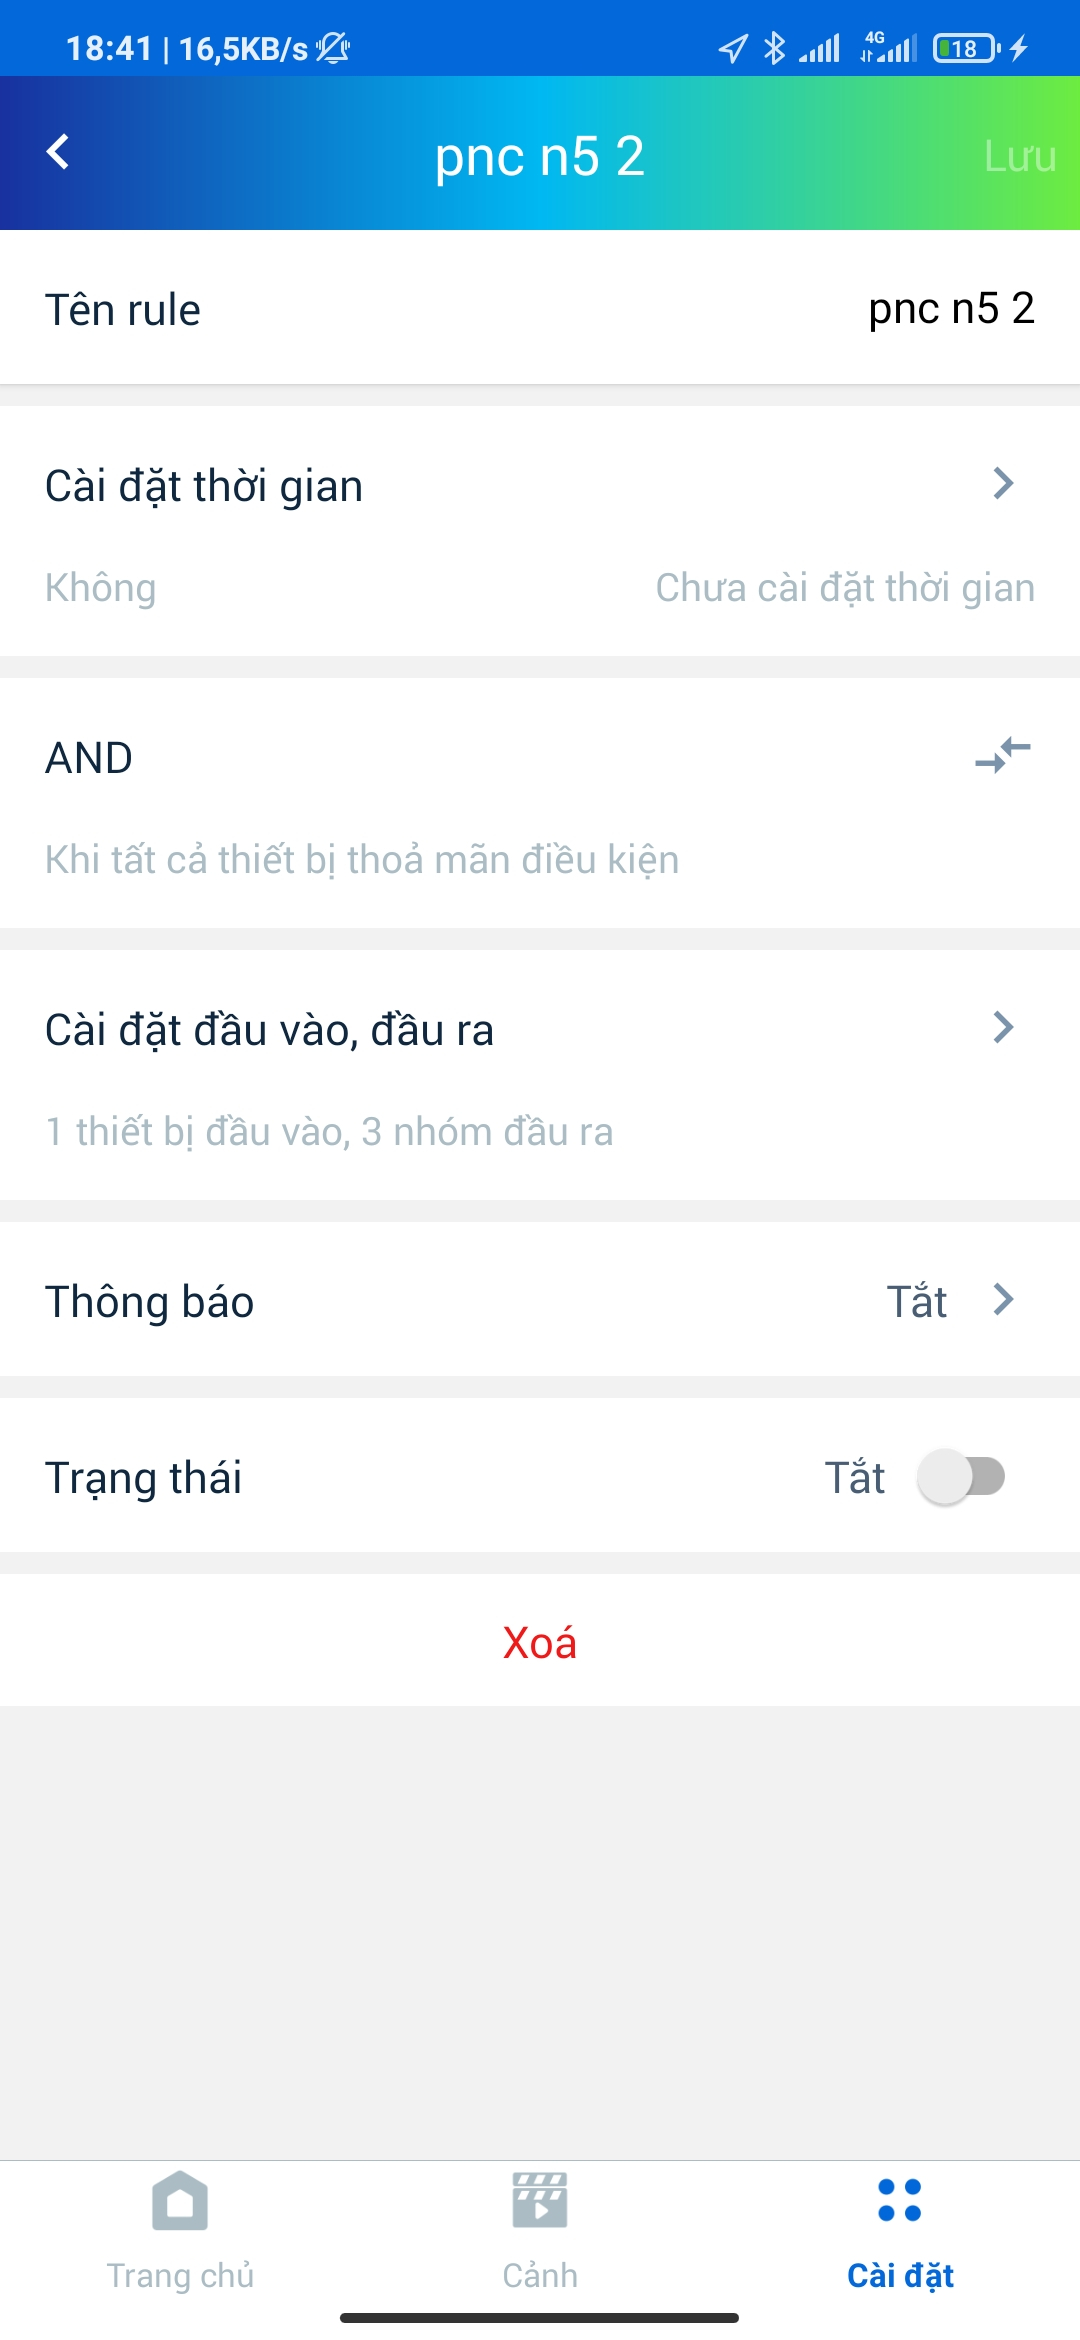 18:41 | 16,5KB/s
4G
18
pnc n5 2
Lưu
Tên rule
pnc n5 2
Cài đặt thời gian
Không
Chưa cài đặt thời gian
AND
Khi tất cả thiết bị thoả mãn điều kiện
Cài đặt đầu vào, đầu ra
1 thiết bị đầu vào, 3 nhóm đầu ra
Thông báo
Tắt
Trạng thái
Tắt
Xoá
Trang chủ
Cảnh
Cài đặt